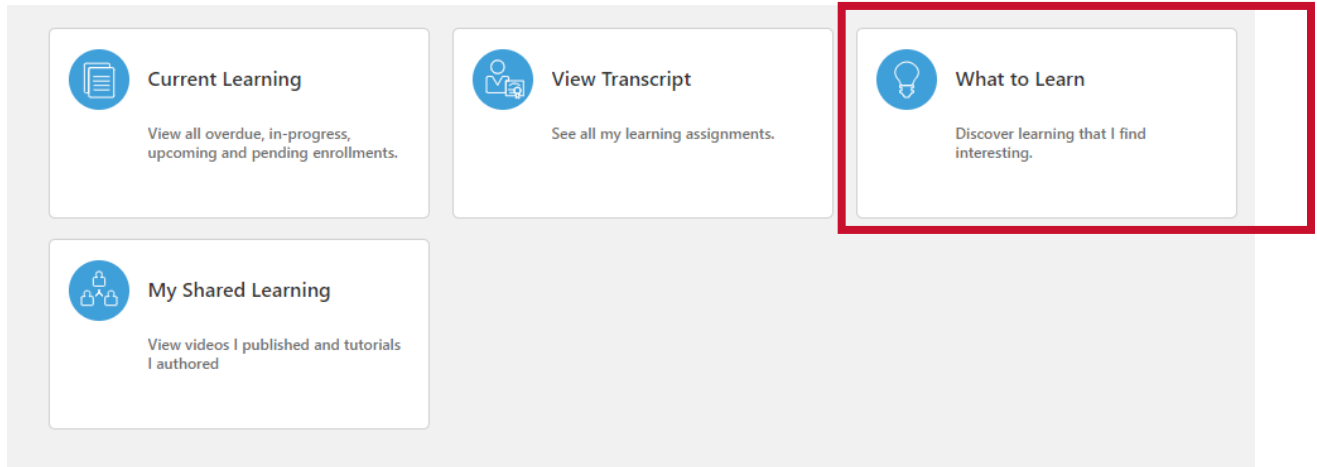 Current Learning
View all overdue, in-progress,
upcoming and pending enrollments.
View Transcript
See all my learning assignments.
What to Learn
Discover learning that I find
interesting.
My Shared Learning
View videos I published and tutorials
I authored